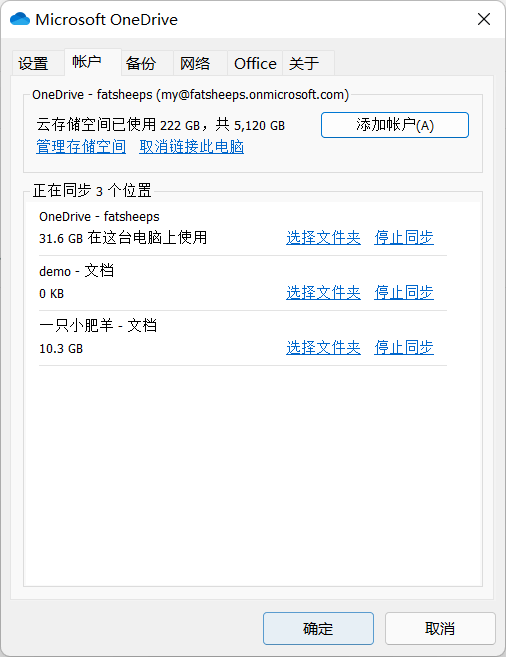 Microsoft OneDrive
设置 帐户 备份 网络 Office 关于
OneDrive - fatsheeps (my@fatsheeps.onmicrosoft.com)
云存储空间已使用 222 GB，共 5,120 GB
添加帐户(A)
管理存储空间 取消链接此电脑
正在同步 3 个位置
OneDrive - fatsheeps
31.6 GB 在这台电脑上使用 选择文件夹 停止同步
demo - 文档
0 KB 选择文件夹 停止同步
一只小肥羊 - 文档
10.3 GB 选择文件夹 停止同步
确定 取消